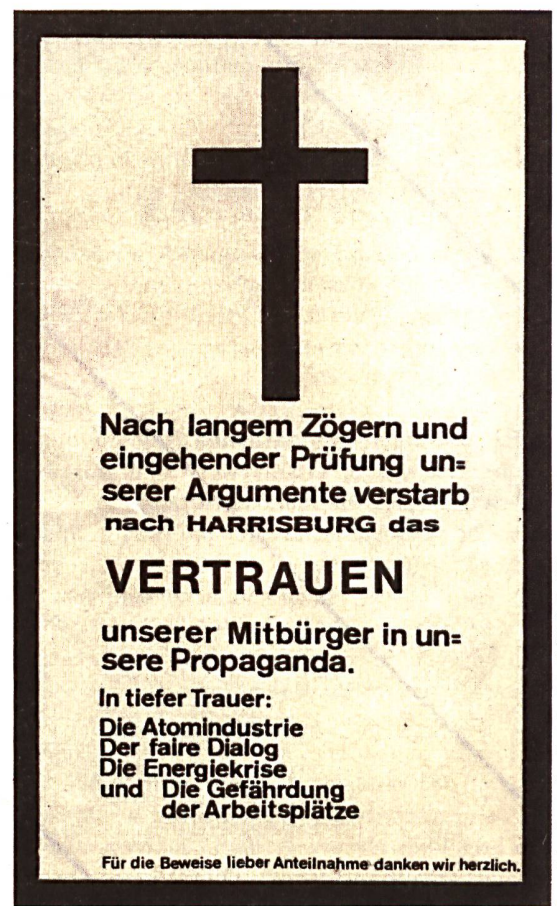 Nach langem Zögern und
eingehender Prüfung un=
serer Argumente verstarb
nach HARRISBURG das
VERTRAUEN
unserer Mitbürger in un=
sere Propaganda.
In tiefer Trauer:
Die Atomindustrie
Der faire Dialog
Die Energiekrise
und Die Gefährdung
der Arbeitsplätze
Für die Beweise lieber Anteilnahme danken wir herzlich.